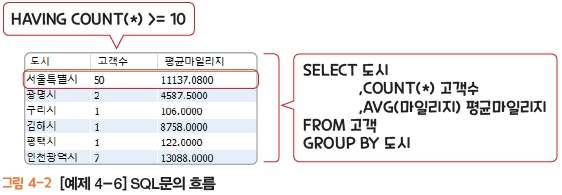 HAVING COUNT(*) >= 10
도시 고객수 평균마일리지
서울특별시 50 11137.0800
광명시 2 4587.5000
구리시 1 106.0000
김해시 1 8758.0000
평택시 1 122.0000
인천광역시 7 13088.0000
SELECT 도시
,COUNT(*) 고객수
,AVG(마일리지) 평균마일리지
FROM 고객
GROUP BY 도시
그림 4-2 [예제 4-6] SQL문의 흐름